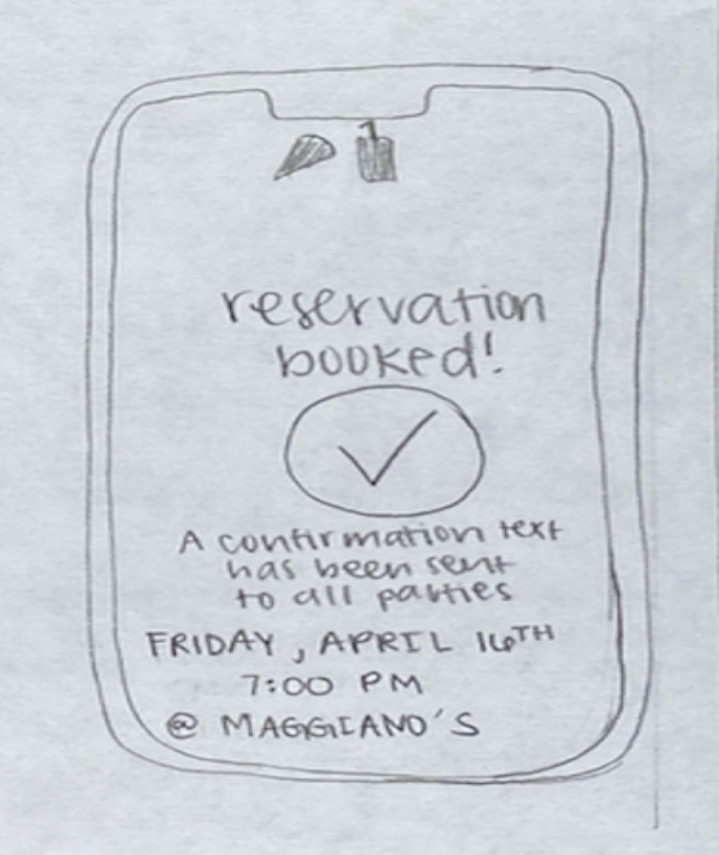 reservation
booked!
A confirmation text
has been sent
to all parties
FRIDAY, APRIL 16TH
7:00 PM
@ MAGGIANO'S